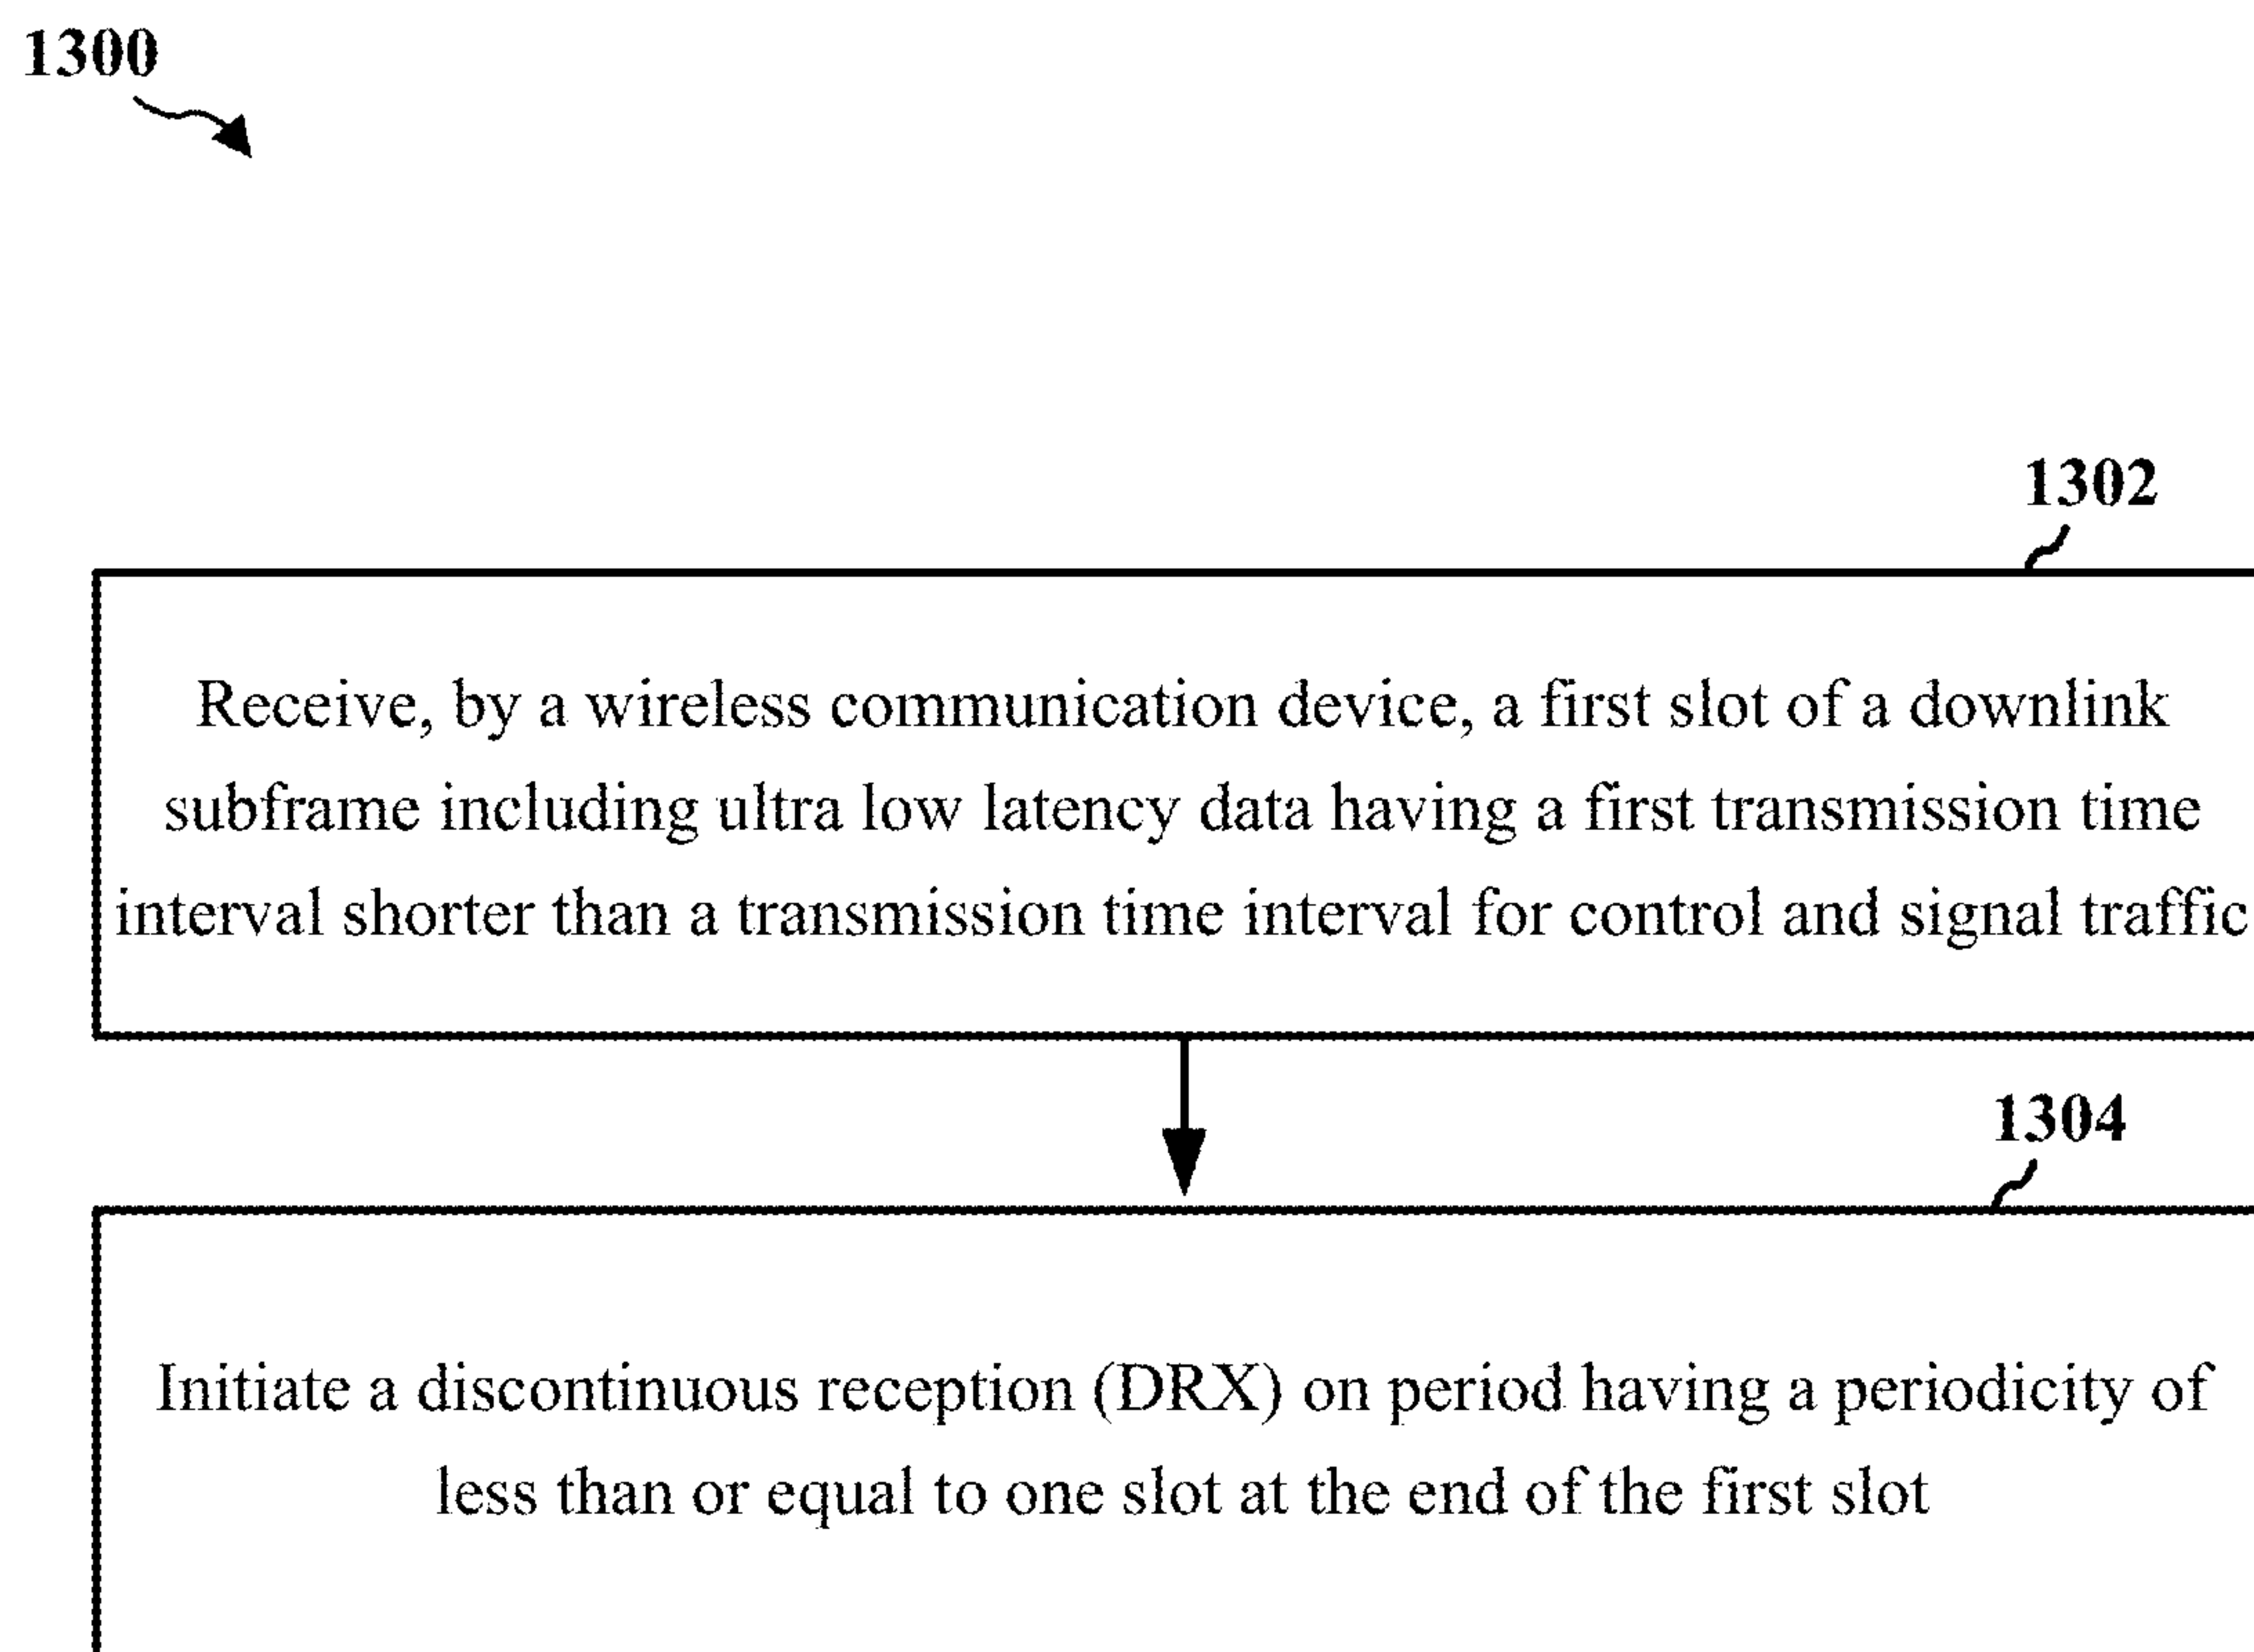 1300
1302
Receive, by a wireless communication device, a first slot of a downlink
subframe including ultra low latency data having a first transmission time
interval shorter than a transmission time interval for control and signal traffic
1304
Initiate a discontinuous reception (DRX) on period having a periodicity of
less than or equal to one slot at the end of the first slot